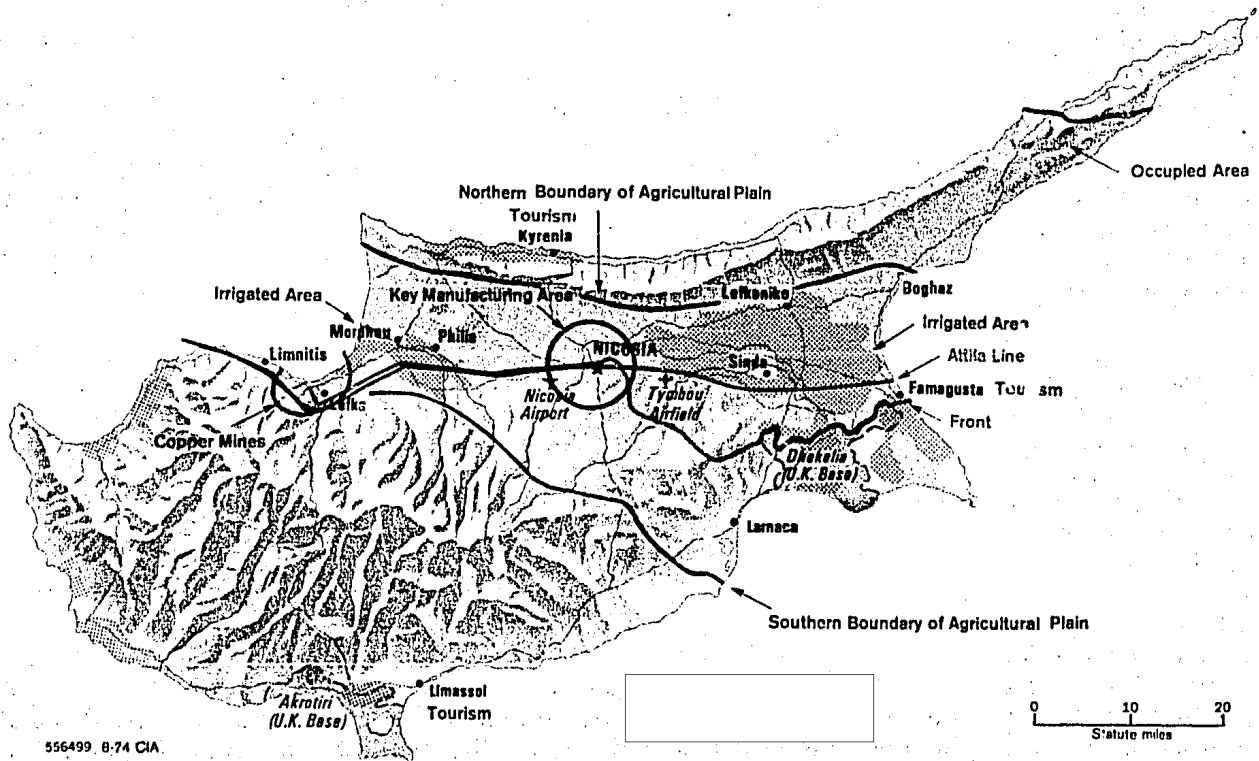 Occupied Area
Northern Boundary of Agricultural Plain
Tourism
Kyrenia
Irrigated Area
Key Manufacturing Area
Lefkoniko
Boghaz
Morphou
Philia
Irrigated Area
NICOSIA
Limnitis
Sinda
Attila Line
Lefka
Nicosia
Airport
Tymbou
Airfield
Famagusta
Front
Copper Mines
Dhekelia
(U.K. Base)
Larnaca
Southern Boundary of Agricultural Plain
Akrotiri
(U.K. Base)
Limassol
Tourism
0 10 20
Statute miles
556499 8-74 CIA